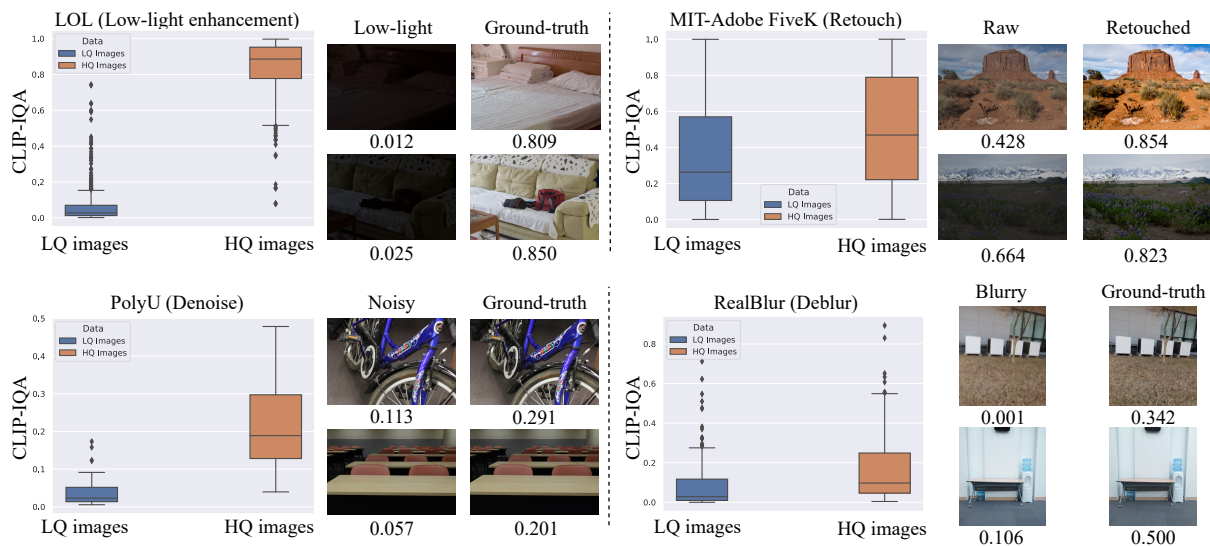 LOL (Low-light enhancement)
CLIP-IQA
1.0
0.8
0.6
0.4
0.2
0.0
Data
LQ Images
HQ Images
LQ images
HQ images
Low-light
Ground-truth
0.012
0.809
0.025
0.850
MIT-Adobe FiveK (Retouch)
CLIP-IQA
1.0
0.8
0.6
0.4
0.2
0.0
Data
LQ Images
HQ Images
LQ images
HQ images
Raw
Retouched
0.428
0.854
0.664
0.823
PolyU (Denoise)
CLIP-IQA
0.5
0.4
0.3
0.2
0.1
0.0
Data
LQ Images
HQ Images
LQ images
HQ images
Noisy
Ground-truth
0.113
0.291
0.057
0.201
RealBlur (Deblur)
CLIP-IQA
0.8
0.6
0.4
0.2
0.0
Data
LQ Images
HQ Images
LQ images
HQ images
Blurry
Ground-truth
0.001
0.342
0.106
0.500